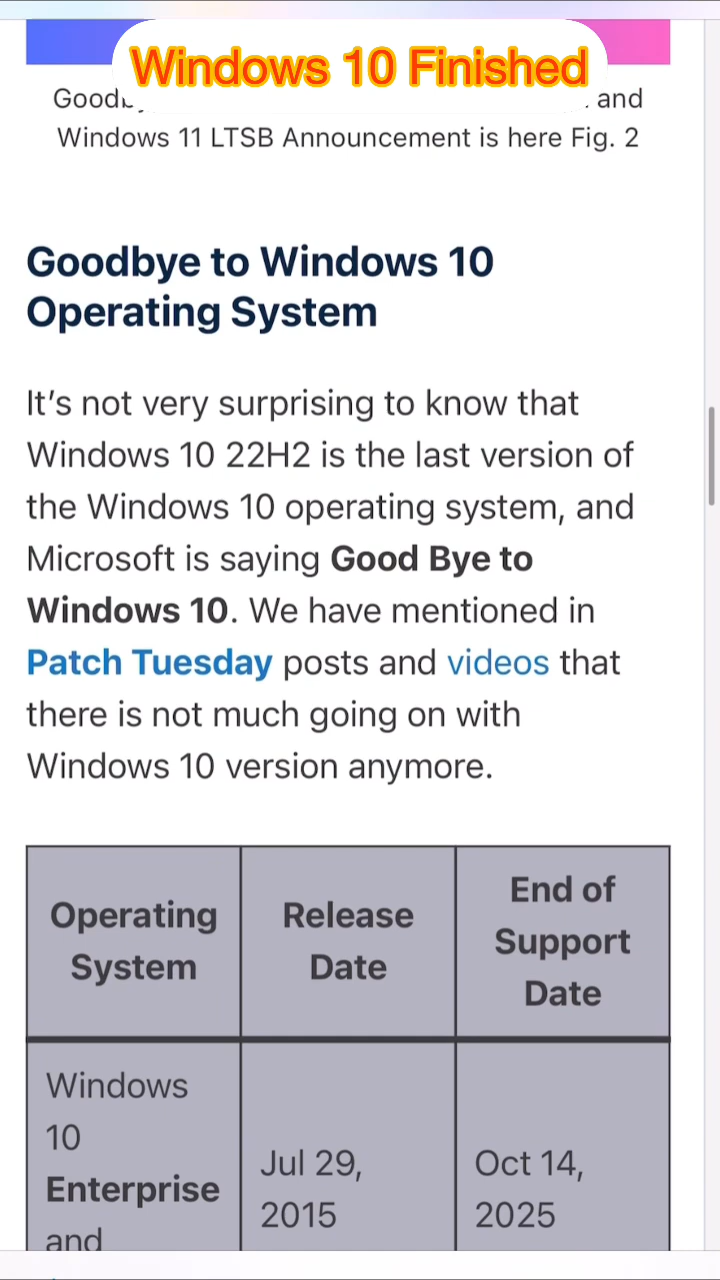 Windows 10 Finished
and
Windows 11 LTSB Announcement is here Fig. 2
Goodbye to Windows 10
Operating System
It's not very surprising to know that
Windows 10 22H2 is the last version of
the Windows 10 operating system, and
Microsoft is saying Good Bye to
Windows 10. We have mentioned in
Patch Tuesday posts and videos that
there is not much going on with
Windows 10 version anymore.
Operating
System
Release
Date
End of
Support
Date
Windows
10
Enterprise
and
Jul 29,
2015
Oct 14,
2025